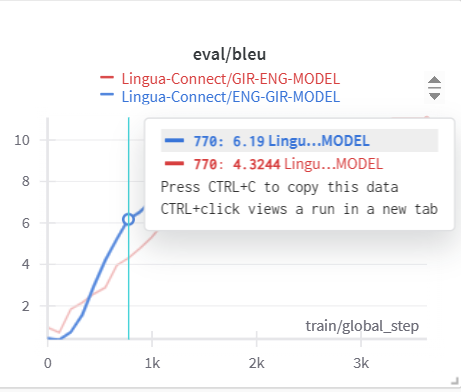 eval/bleu
Lingua-Connect/GIR-ENG-MODEL
Lingua-Connect/ENG-GIR-MODEL
770: 6.19 Lingu...MODEL
770: 4.3244 Lingu...MODEL
Press CTRL+C to copy this data
CTRL+click views a run in a new tab
10
8
6
4
2
train/global_step
0
1k
2k
3k